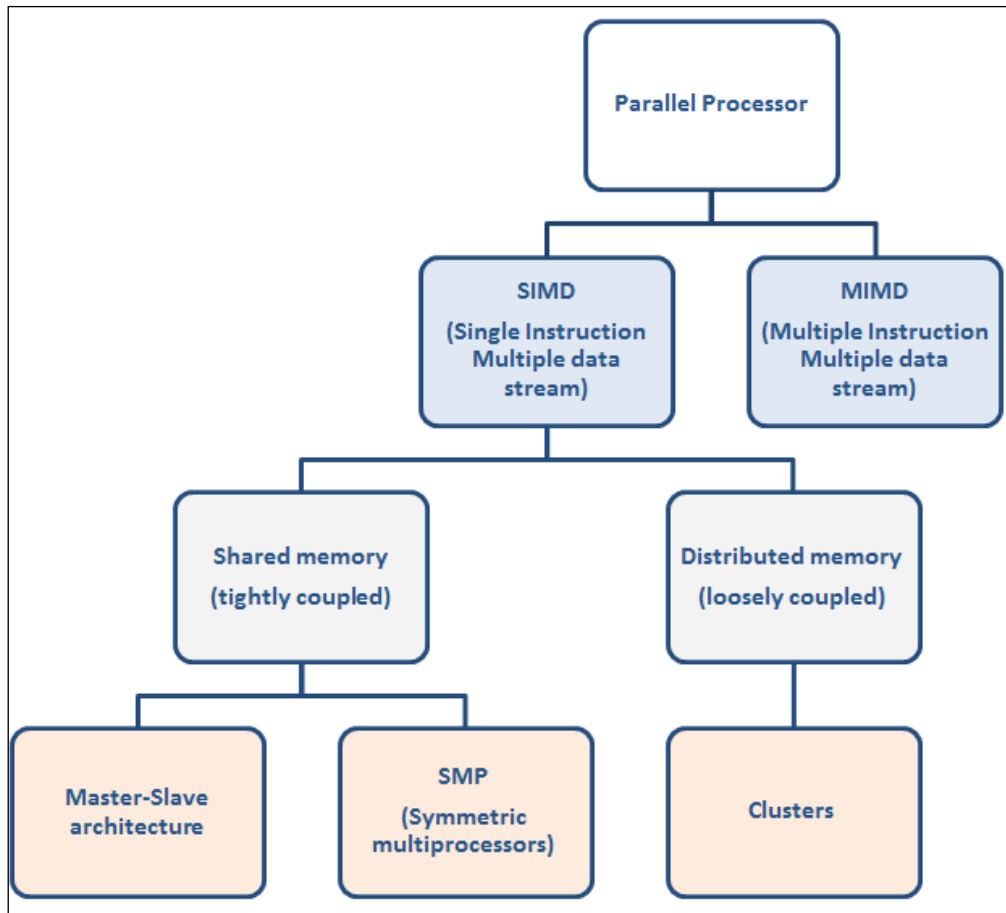 Parallel Processor
SIMD
(Single Instruction
Multiple data
stream)
MIMD
(Multiple Instruction
Multiple data
stream)
Shared memory
(tightly coupled)
Distributed memory
(loosely coupled)
Master-Slave
architecture
SMP
(Symmetric
multiprocessors)
Clusters